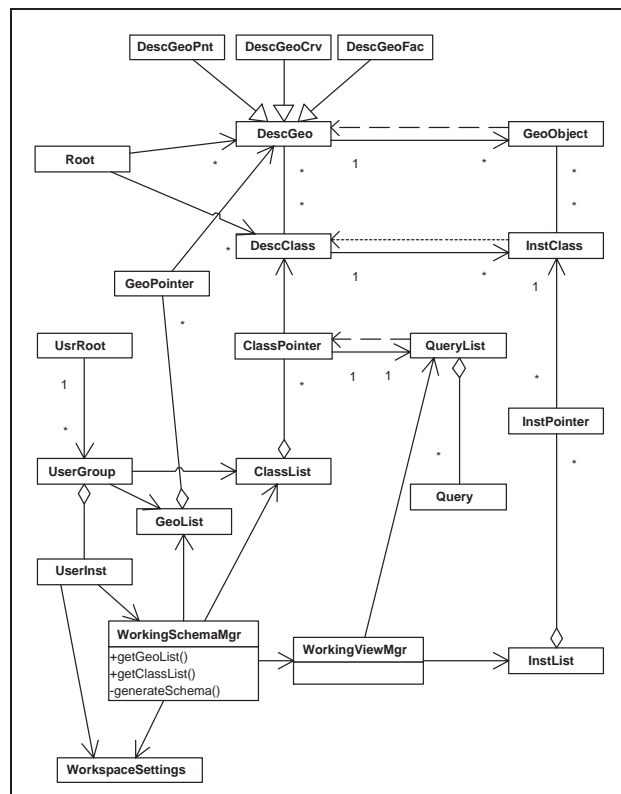 DescGeoPnt DescGeoCrv DescGeoFac
DescGeo GeoObject
Root
* 1 *
* *
* *
* DescClass InstClass
GeoPointer
1 * 1
*
UsrRoot ClassPointer QueryList
1
* 1 1 *
InstPointer
* * *
UserGroup ClassList
Query
GeoList
UserInst
WorkingSchemaMgr
+getGeoList()
+getClassList()
-generateSchema()
WorkingViewMgr InstList
WorkspaceSettings